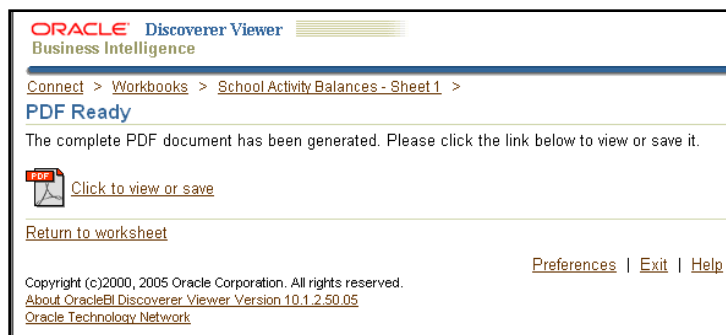 ORACLE Discoverer Viewer
Business Intelligence
Connect > Workbooks > School Activity Balances - Sheet 1 >
PDF Ready
The complete PDF document has been generated. Please click the link below to view or save it.
PDF
Click to view or save
Return to worksheet
Preferences | Exit | Help
Copyright (c)2000, 2005 Oracle Corporation. All rights reserved.
About OracleBI Discoverer Viewer Version 10.1.2.50.05
Oracle Technology Network